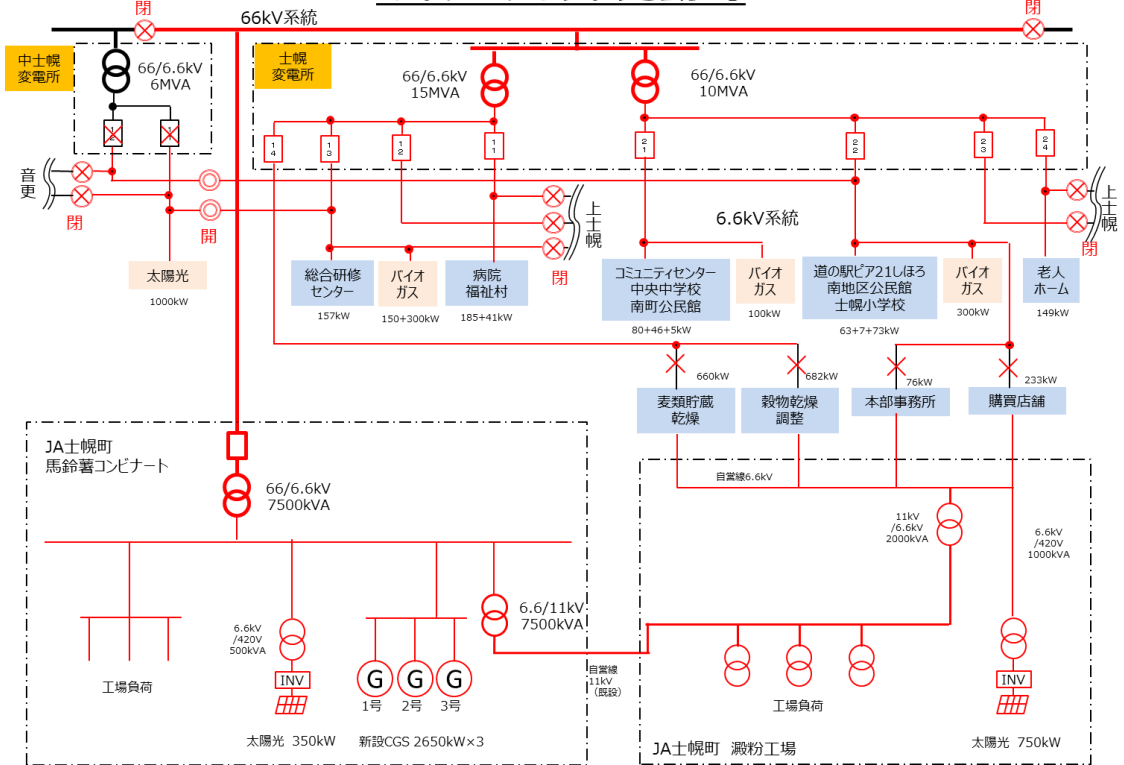 閉
66kV系統
閉
中士幌
変電所
66/6.6kV
6MVA
士幌
変電所
66/6.6kV
15MVA
66/6.6kV
10MVA
12
11
14
13
12
11
21
22
23
24
音更
閉
開
上士幌
閉
6.6kV系統
上士幌
閉
太陽光
1000kW
総合研修
センター
157kW
バイオ
ガス
150+300kW
病院
福祉村
185+41kW
コミュニティセンター
中央中学校
南町公民館
80+46+5kW
バイオ
ガス
100kW
道の駅ピア21しほろ
南地区公民館
士幌小学校
63+7+73kW
バイオ
ガス
300kW
老人
ホーム
149kW
660kW
682kW
76kW
233kW
麦類貯蔵
乾燥
穀物乾燥
調整
本部事務所
購買店舗
JA士幌町
馬鈴薯コンビナート
66/6.6kV
7500kVA
自営線6.6kV
11kV
/6.6kV
2000kVA
6.6kV
/420V
1000kVA
6.6kV
/420V
500kVA
6.6/11kV
7500kVA
自営線
11kV
（既設）
工場負荷
INV
太陽光 350kW
G
G
G
1号
2号
3号
新設CGS 2650kW×3
工場負荷
INV
JA士幌町 澱粉工場
太陽光 750kW